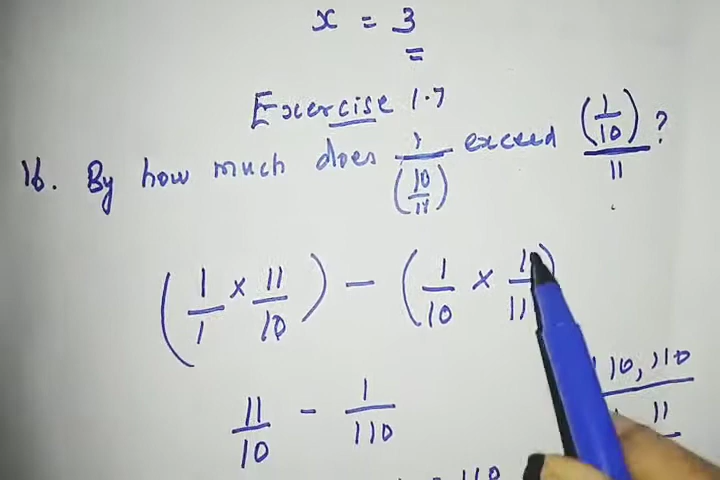 x = 3
Exercise 1.7
16. By how much does 1/(10/11) exceed (1/10)/11 ?
(1/1 × 11/10) − (1/10 × 1/11)
11/10 − 1/110
10, 110
11
110